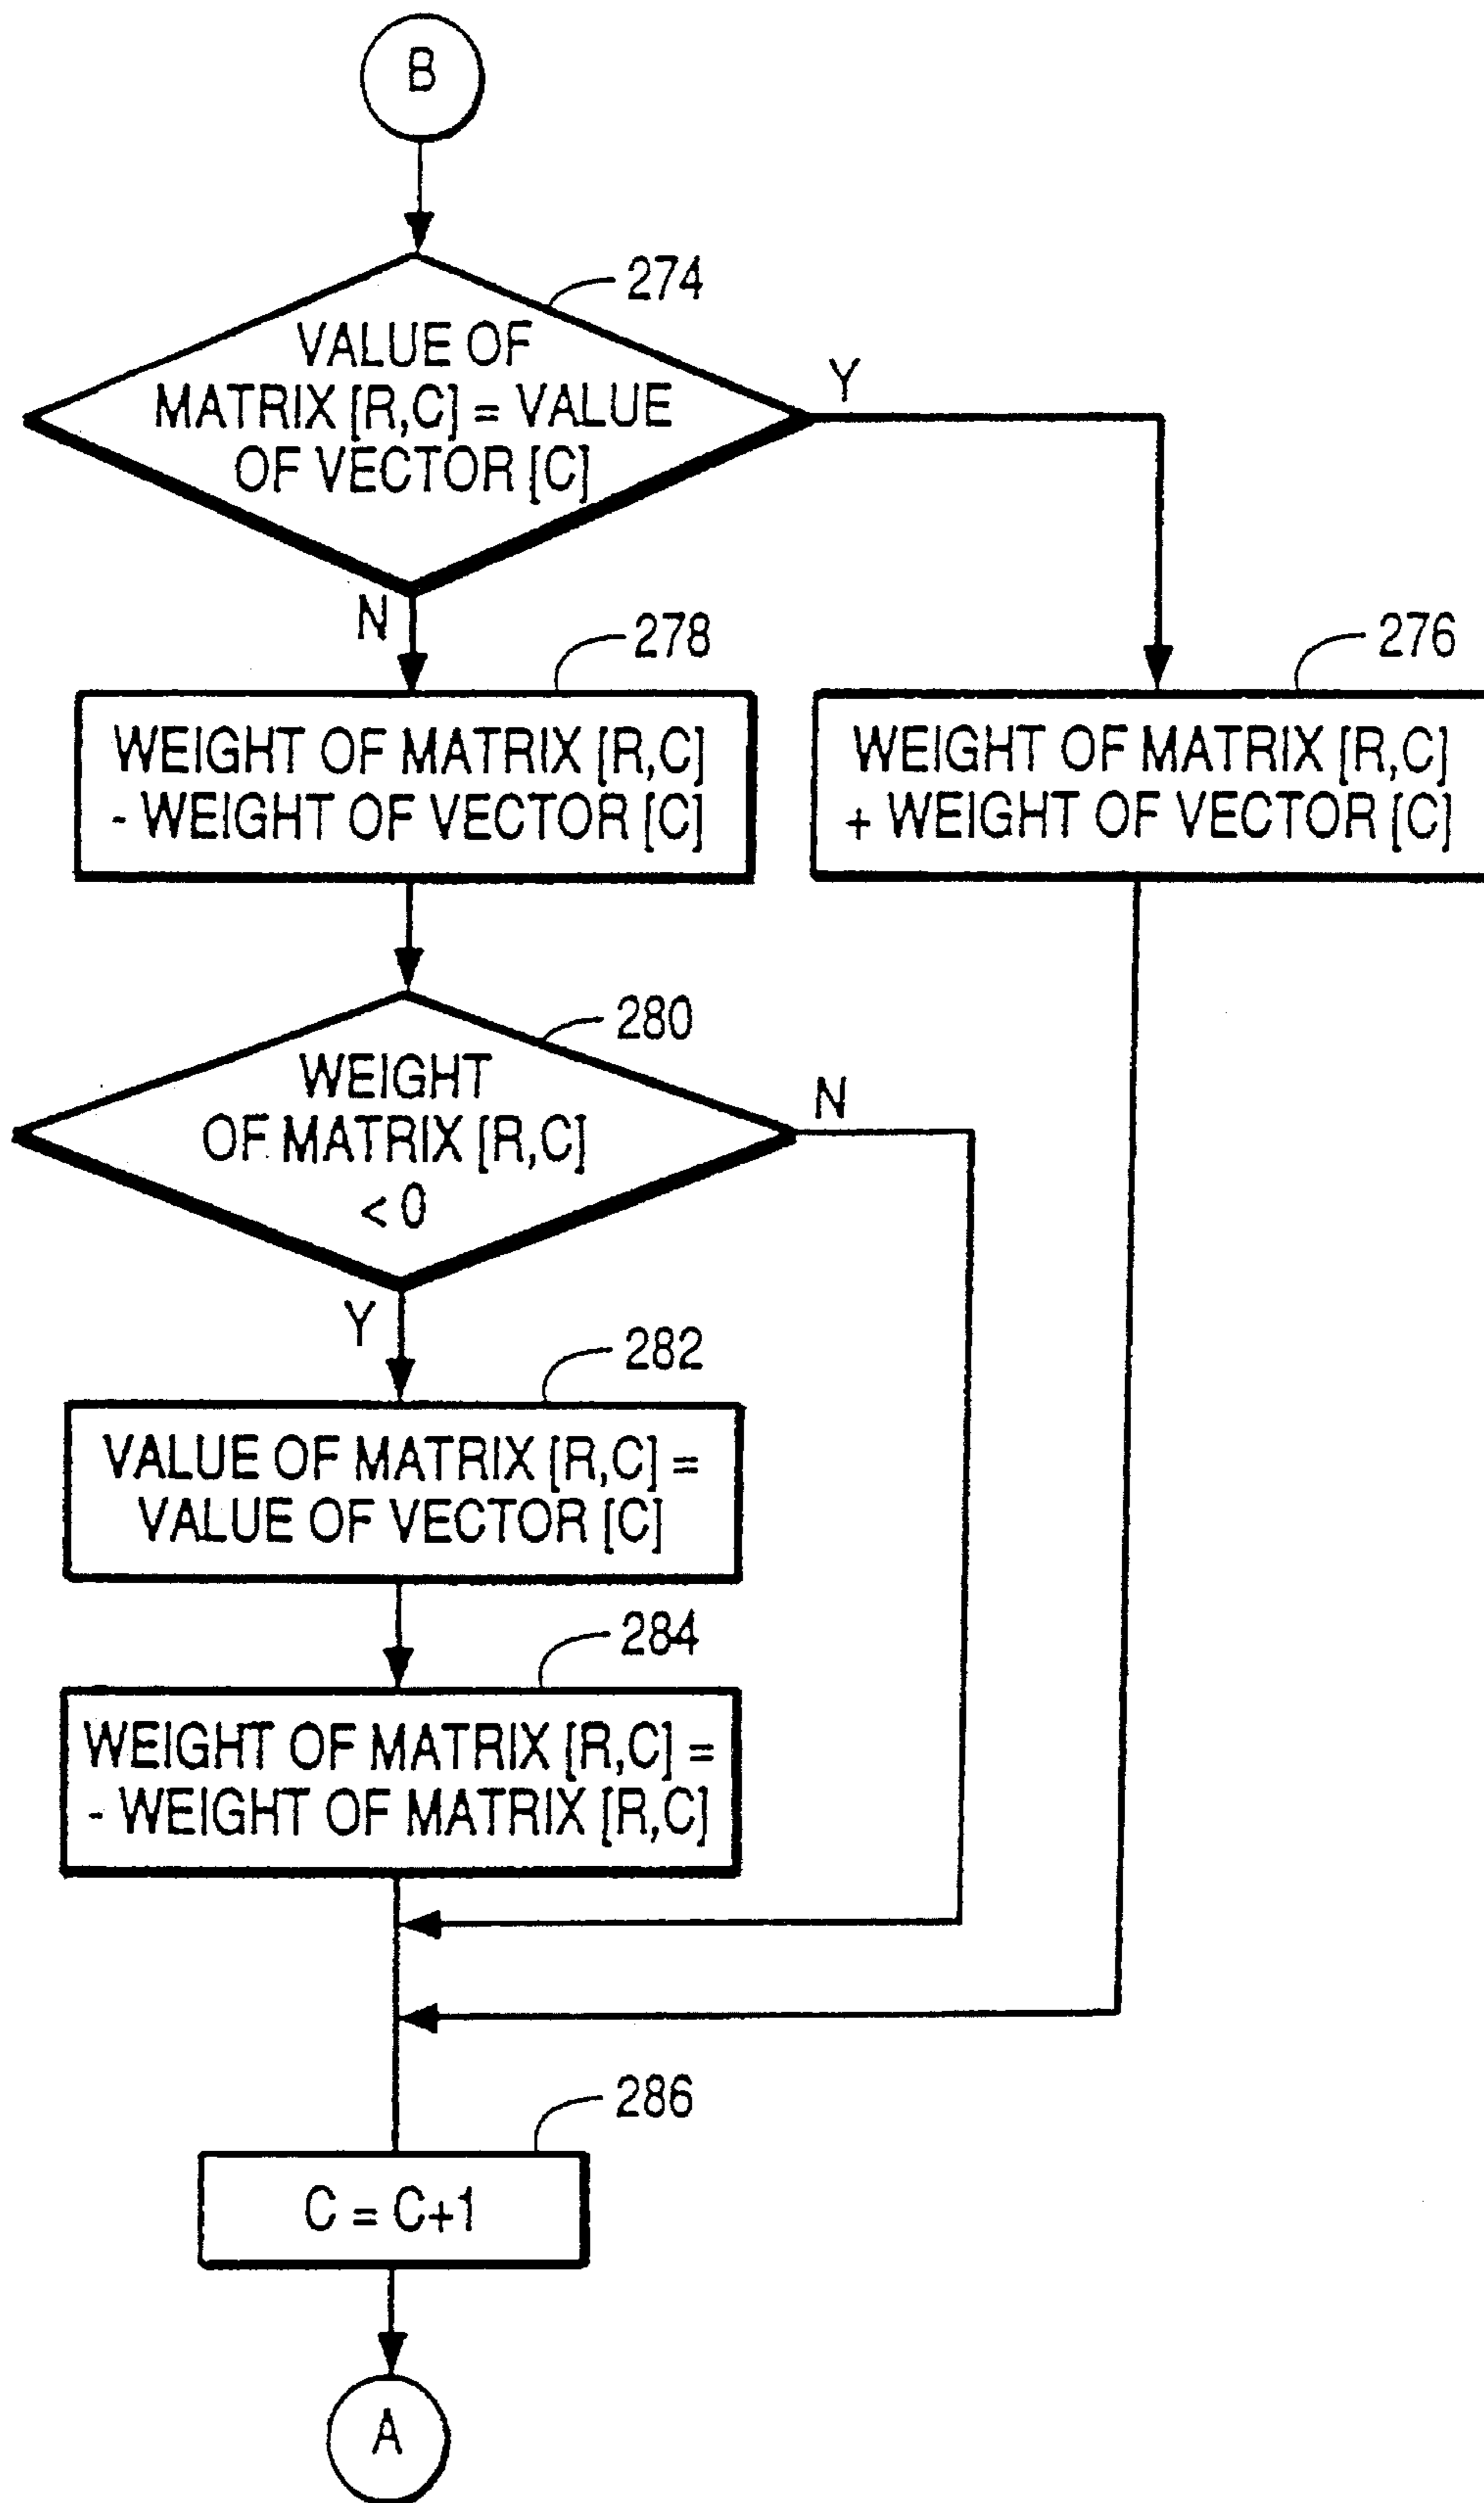 B
274
VALUE OF
MATRIX [R,C] = VALUE
OF VECTOR [C]
Y
N
278
276
WEIGHT OF MATRIX [R,C]
- WEIGHT OF VECTOR [C]
WEIGHT OF MATRIX [R,C]
+ WEIGHT OF VECTOR [C]
280
WEIGHT
OF MATRIX [R,C]
< 0
N
Y
282
VALUE OF MATRIX [R,C] =
VALUE OF VECTOR [C]
284
WEIGHT OF MATRIX [R,C] =
- WEIGHT OF MATRIX [R,C]
286
C = C+1
A